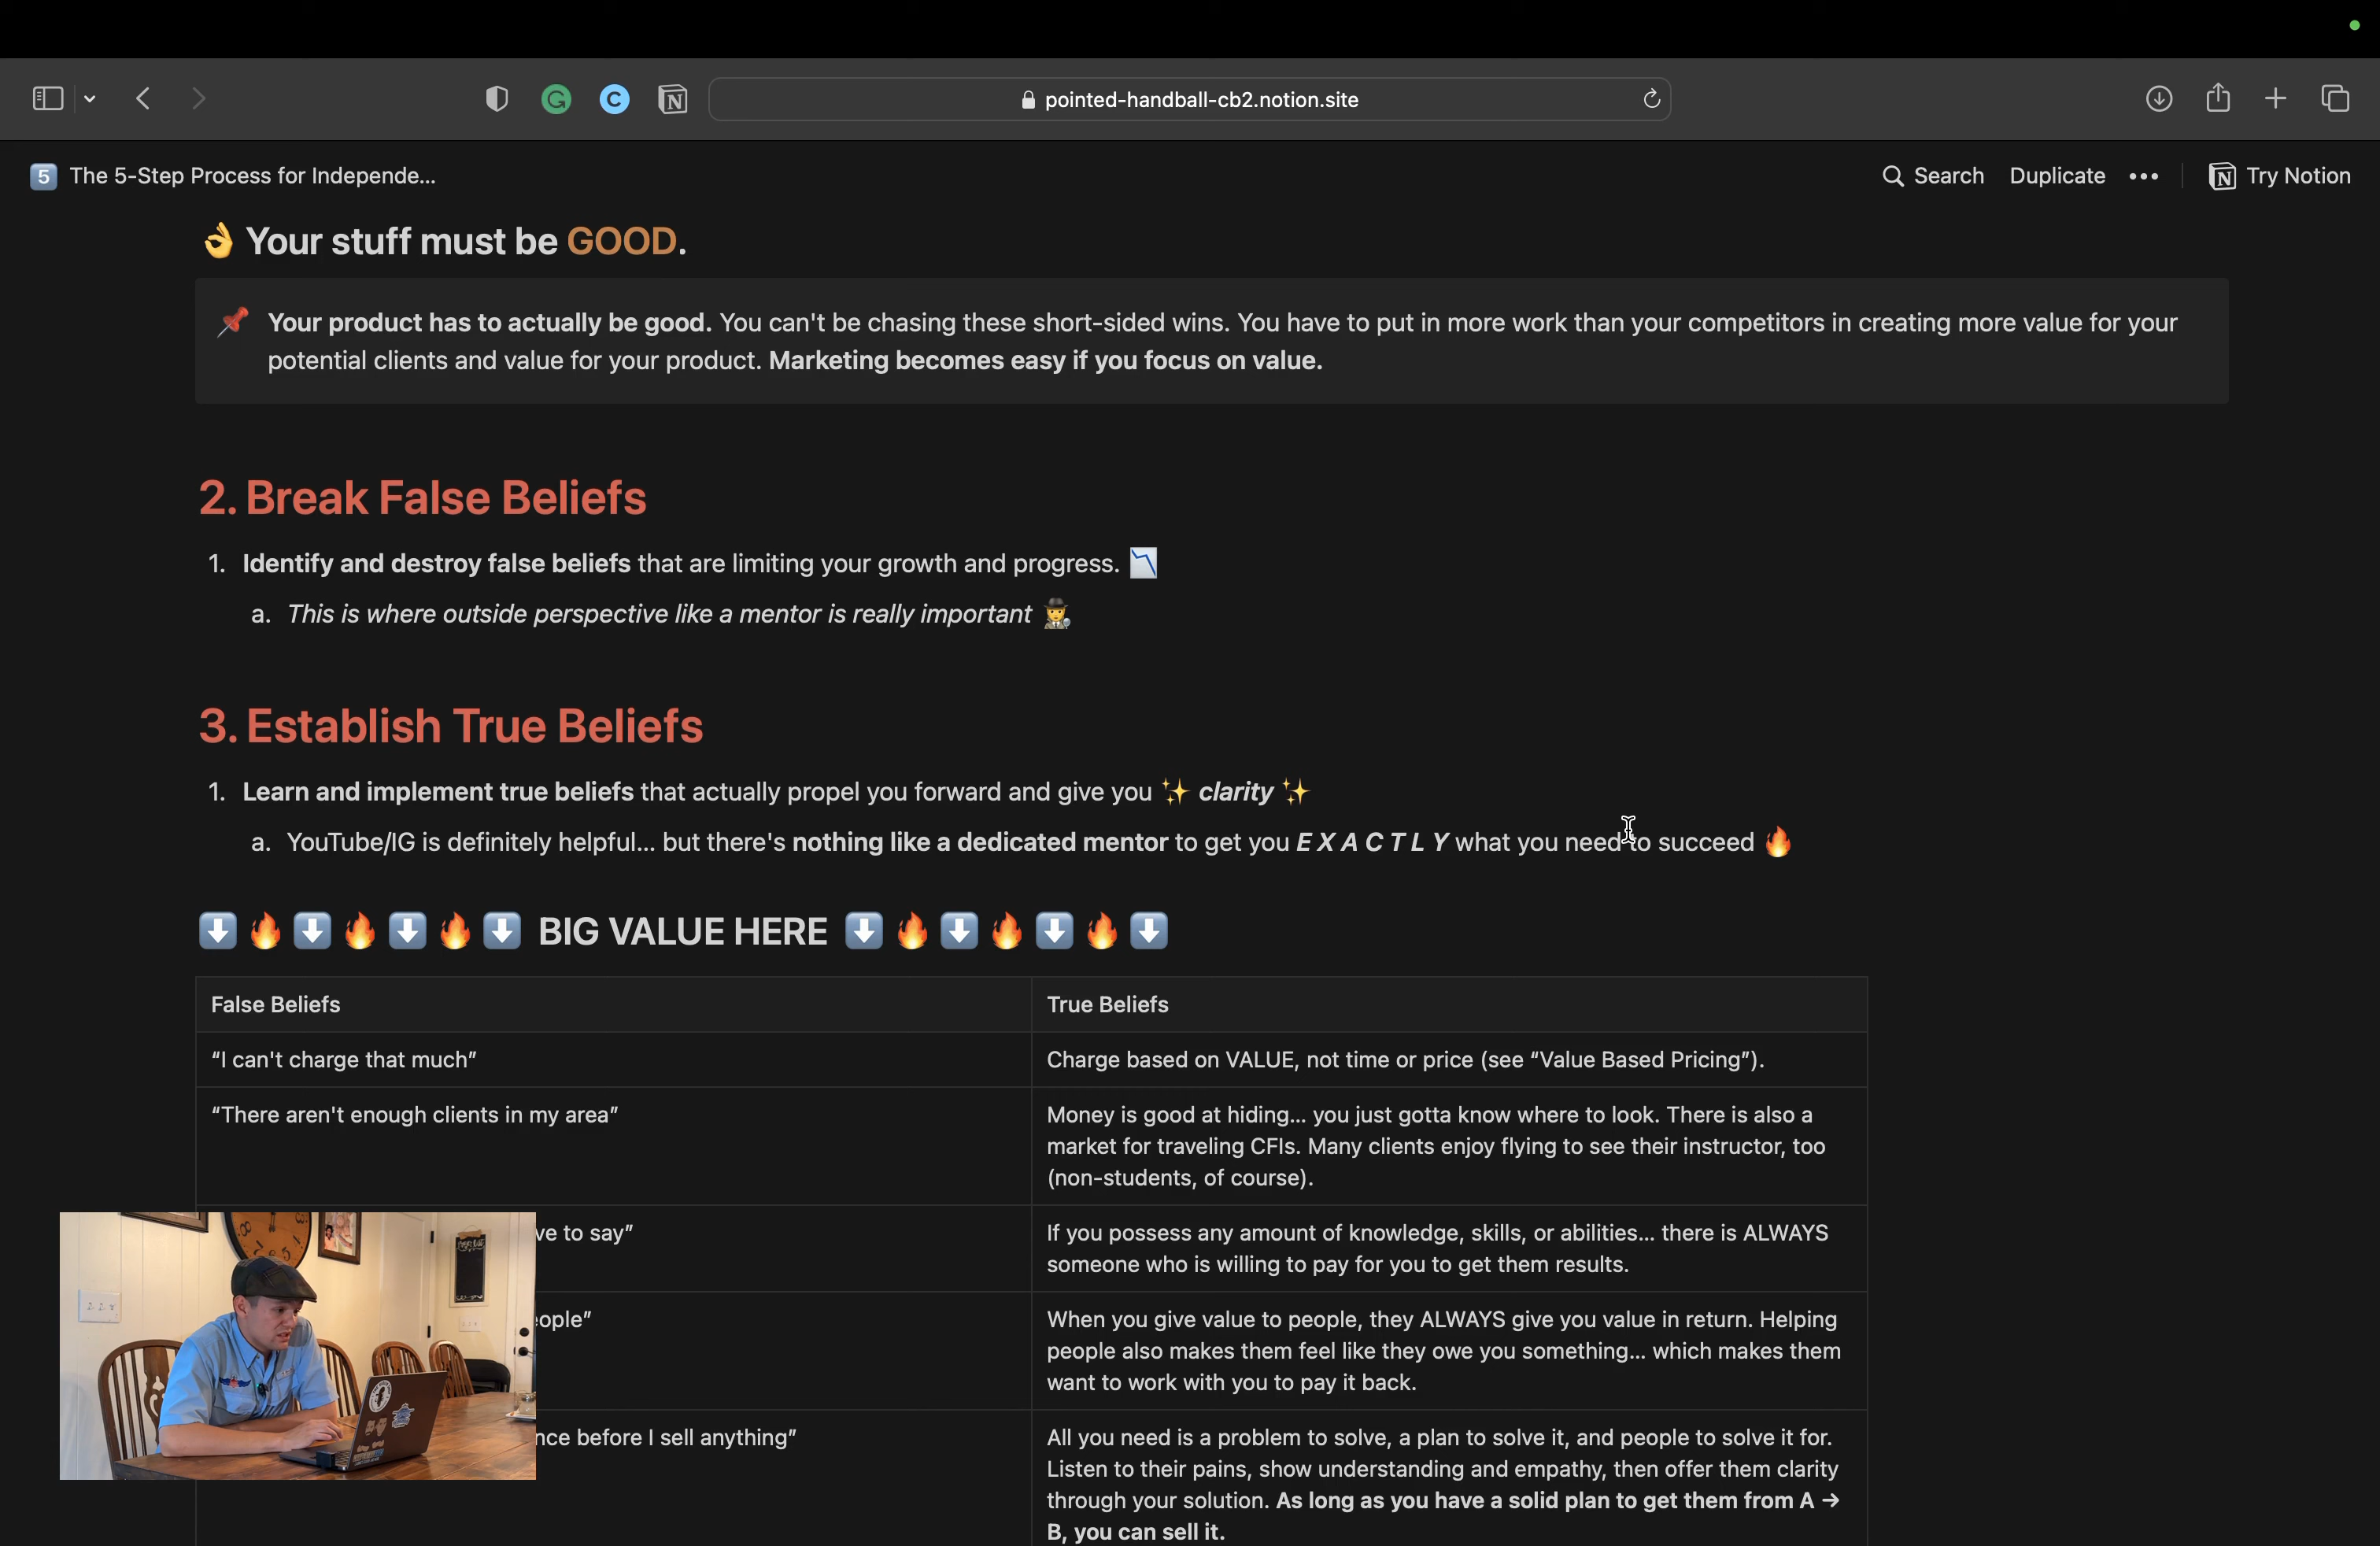 pointed-handball-cb2.notion.site
5 The 5-Step Process for Independe...
Search Duplicate ••• Try Notion
👌 Your stuff must be GOOD.
📌 Your product has to actually be good. You can't be chasing these short-sided wins. You have to put in more work than your competitors in creating more value for your
potential clients and value for your product. Marketing becomes easy if you focus on value.
2. Break False Beliefs
1. Identify and destroy false beliefs that are limiting your growth and progress. 📉
a. This is where outside perspective like a mentor is really important 🕵️
3. Establish True Beliefs
1. Learn and implement true beliefs that actually propel you forward and give you ✨ clarity ✨
a. YouTube/IG is definitely helpful... but there's nothing like a dedicated mentor to get you E X A C T L Y what you need to succeed 🔥
⬇️ 🔥 ⬇️ 🔥 ⬇️ 🔥 ⬇️ BIG VALUE HERE ⬇️ 🔥 ⬇️ 🔥 ⬇️ 🔥 ⬇️
False Beliefs
True Beliefs
“I can't charge that much”
Charge based on VALUE, not time or price (see “Value Based Pricing”).
“There aren't enough clients in my area”
Money is good at hiding... you just gotta know where to look. There is also a
market for traveling CFIs. Many clients enjoy flying to see their instructor, too
(non-students, of course).
ve to say”
If you possess any amount of knowledge, skills, or abilities... there is ALWAYS
someone who is willing to pay for you to get them results.
ople”
When you give value to people, they ALWAYS give you value in return. Helping
people also makes them feel like they owe you something... which makes them
want to work with you to pay it back.
nce before I sell anything”
All you need is a problem to solve, a plan to solve it, and people to solve it for.
Listen to their pains, show understanding and empathy, then offer them clarity
through your solution. As long as you have a solid plan to get them from A →
B, you can sell it.